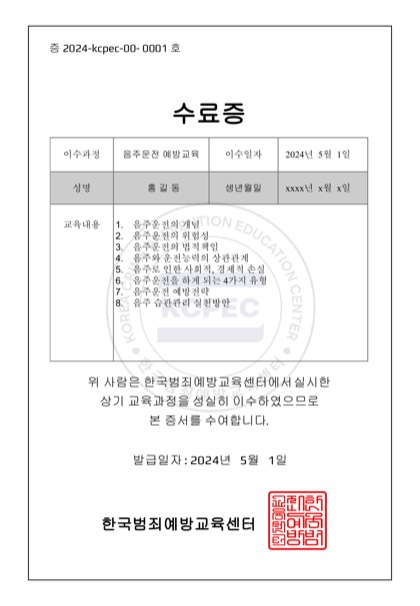 증 2024-kcpec-00- 0001 호
수료증
이수과정 음주운전 예방교육 이수일자 2024년 5월 1일
성명 홍 길 동 생년월일 xxxx년 x월 x일
교육내용
1. 음주운전의 개념
2. 음주운전의 위험성
3. 음주운전의 법적책임
4. 음주와 운전능력의 상관관계
5. 음주로 인한 사회적, 경제적 손실
6. 음주운전을 하게 되는 4가지 유형
7. 음주운전 예방전략
8. 음주 습관관리 실천방안
KCPEC
EDUCATION CENTER
위 사람은 한국범죄예방교육센터에서실시한
상기 교육과정을 성실히 이수하였으므로
본 증서를 수여합니다.
발급일자 : 2024년 5월 1일
한국범죄예방교육센터